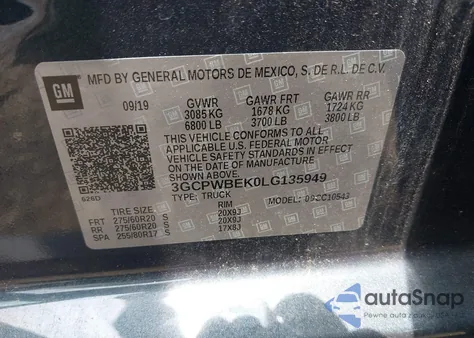 GM
MFD BY GENERAL MOTORS DE MEXICO, S. DE R.L. DE C.V.
09/19 GVWR GAWR FRT GAWR RR
3085 KG 1678 KG 1724 KG
6800 LB 3700 LB 3800 LB
THIS VEHICLE CONFORMS TO ALL
APPLICABLE U.S. FEDERAL MOTOR
VEHICLE SAFETY STANDARDS IN EFFECT
ON THE DATE OF MANUFACTURE
SHOWN ABOVE.
3GCPWBEK0LG135949
TYPE: TRUCK MODEL:
TIRE SIZE RIM
FRT 275/60R20 20X9J
RR 275/60R20 20X9J
SPA 255/80R17 17X8J
autoSnap
Pewne auto z USA